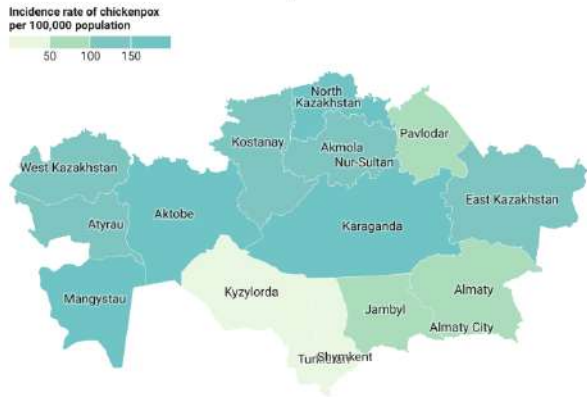 Incidence rate of chickenpox
per 100,000 population
50 100 150
North
Kazakhstan
Pavlodar
Kostanay
Akmola
Nur-Sultan
West Kazakhstan
East Kazakhstan
Aktobe
Atyrau
Karaganda
Mangystau
Kyzylorda
Almaty
Jambyl
Almaty City
Shymkent